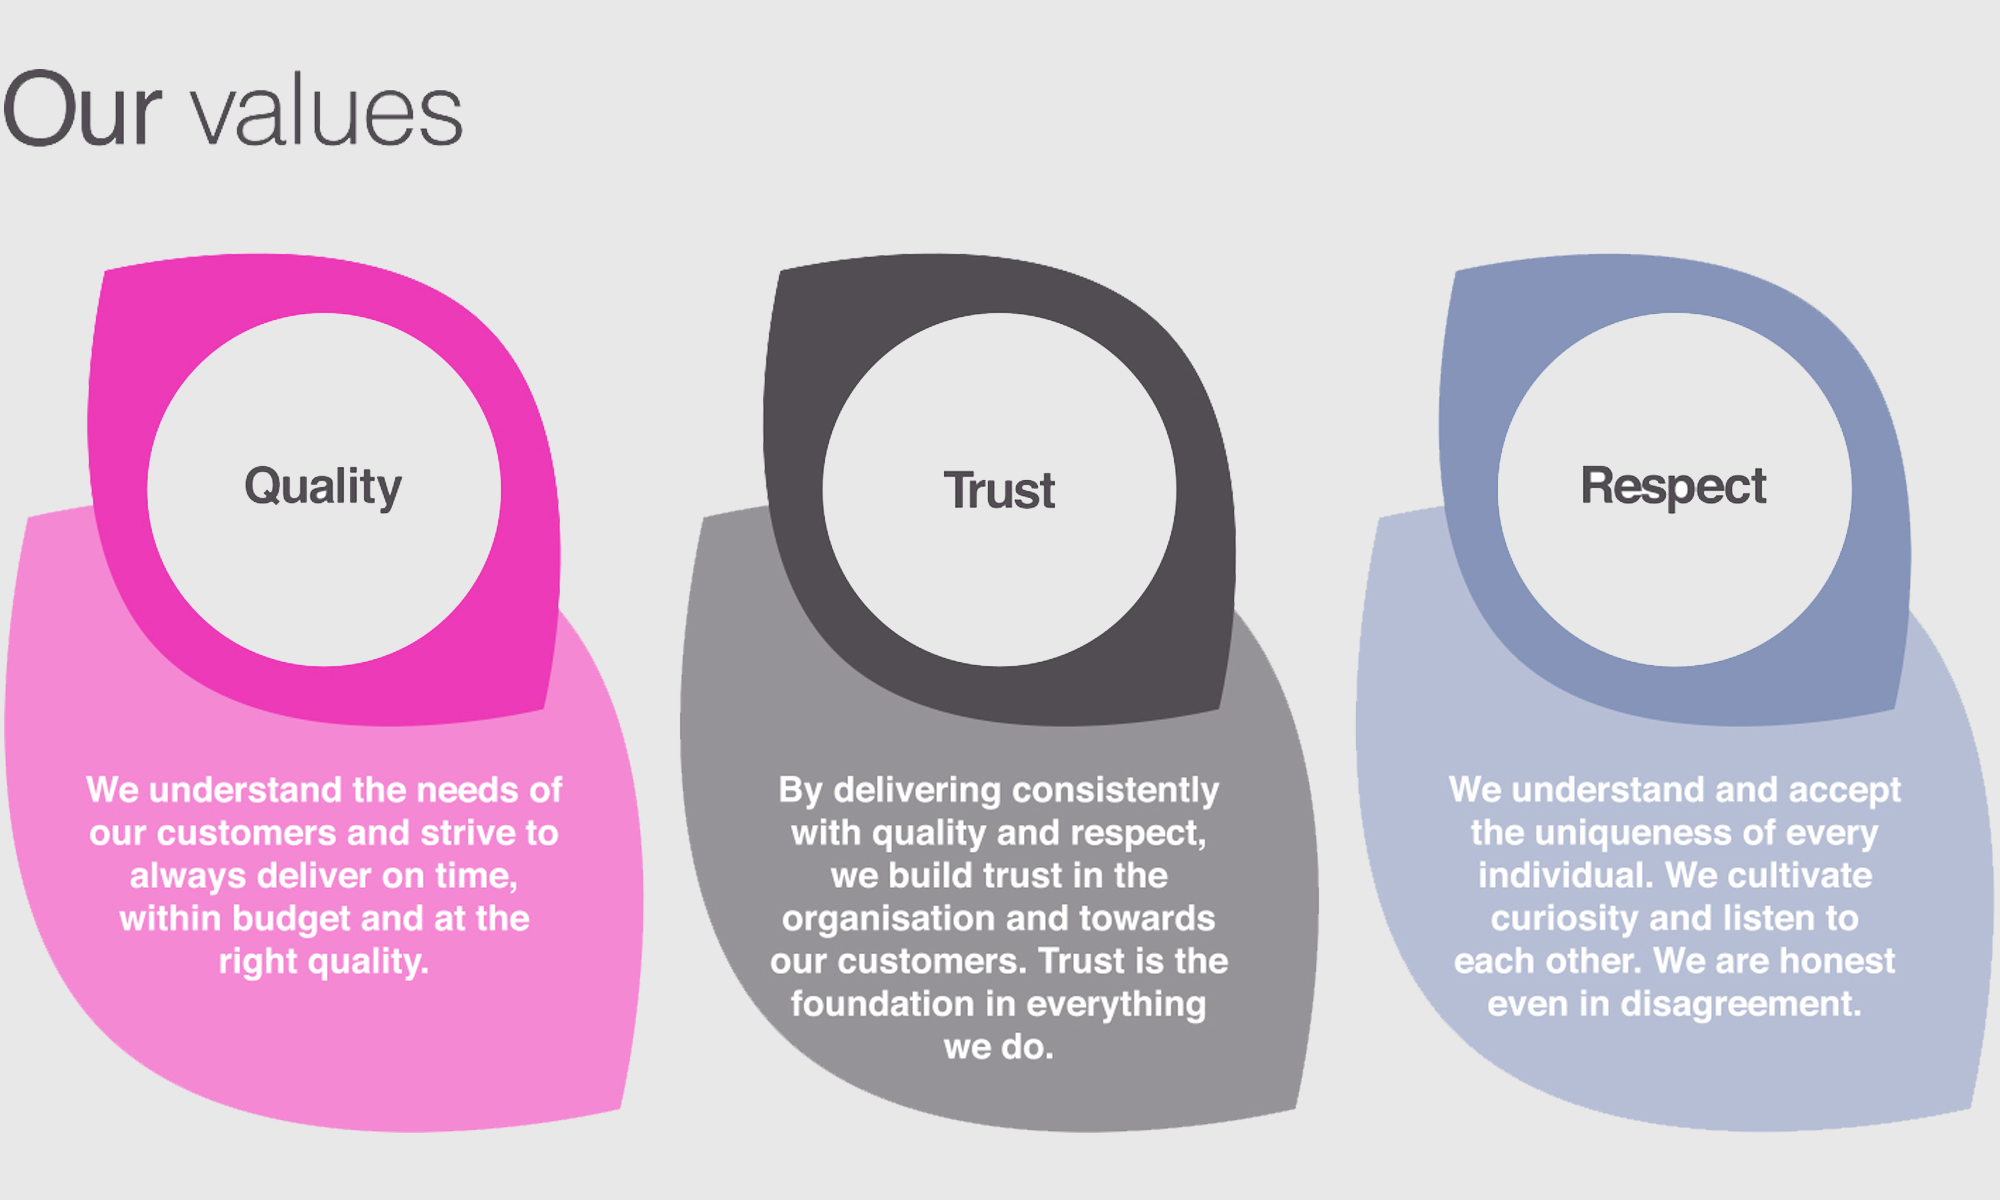 Our values
Quality
We understand the needs of
our customers and strive to
always deliver on time,
within budget and at the
right quality.
Trust
By delivering consistently
with quality and respect,
we build trust in the
organisation and towards
our customers. Trust is the
foundation in everything
we do.
Respect
We understand and accept
the uniqueness of every
individual. We cultivate
curiosity and listen to
each other. We are honest
even in disagreement.